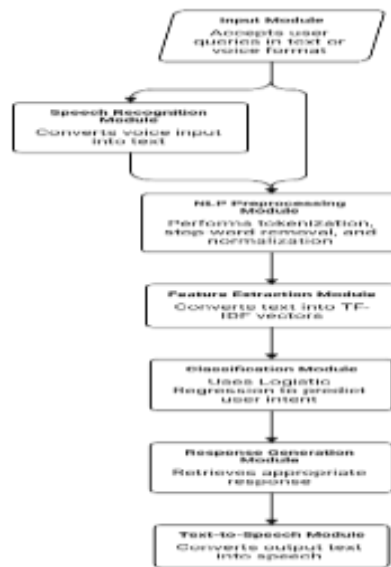 Input Module
Accepts user
queries in text or
voice format
Speech Recognition
Module
Converts voice input
into text
NLP Preprocessing
Module
Performs tokenization,
stop word removal, and
normalization
Feature Extraction Module
Converts text into TF-
IDF vectors
Classification Module
Uses Logistic
Regression to predict
user intent
Response Generation
Module
Retrieves appropriate
response
Text-to-Speech Module
Converts output text
into speech